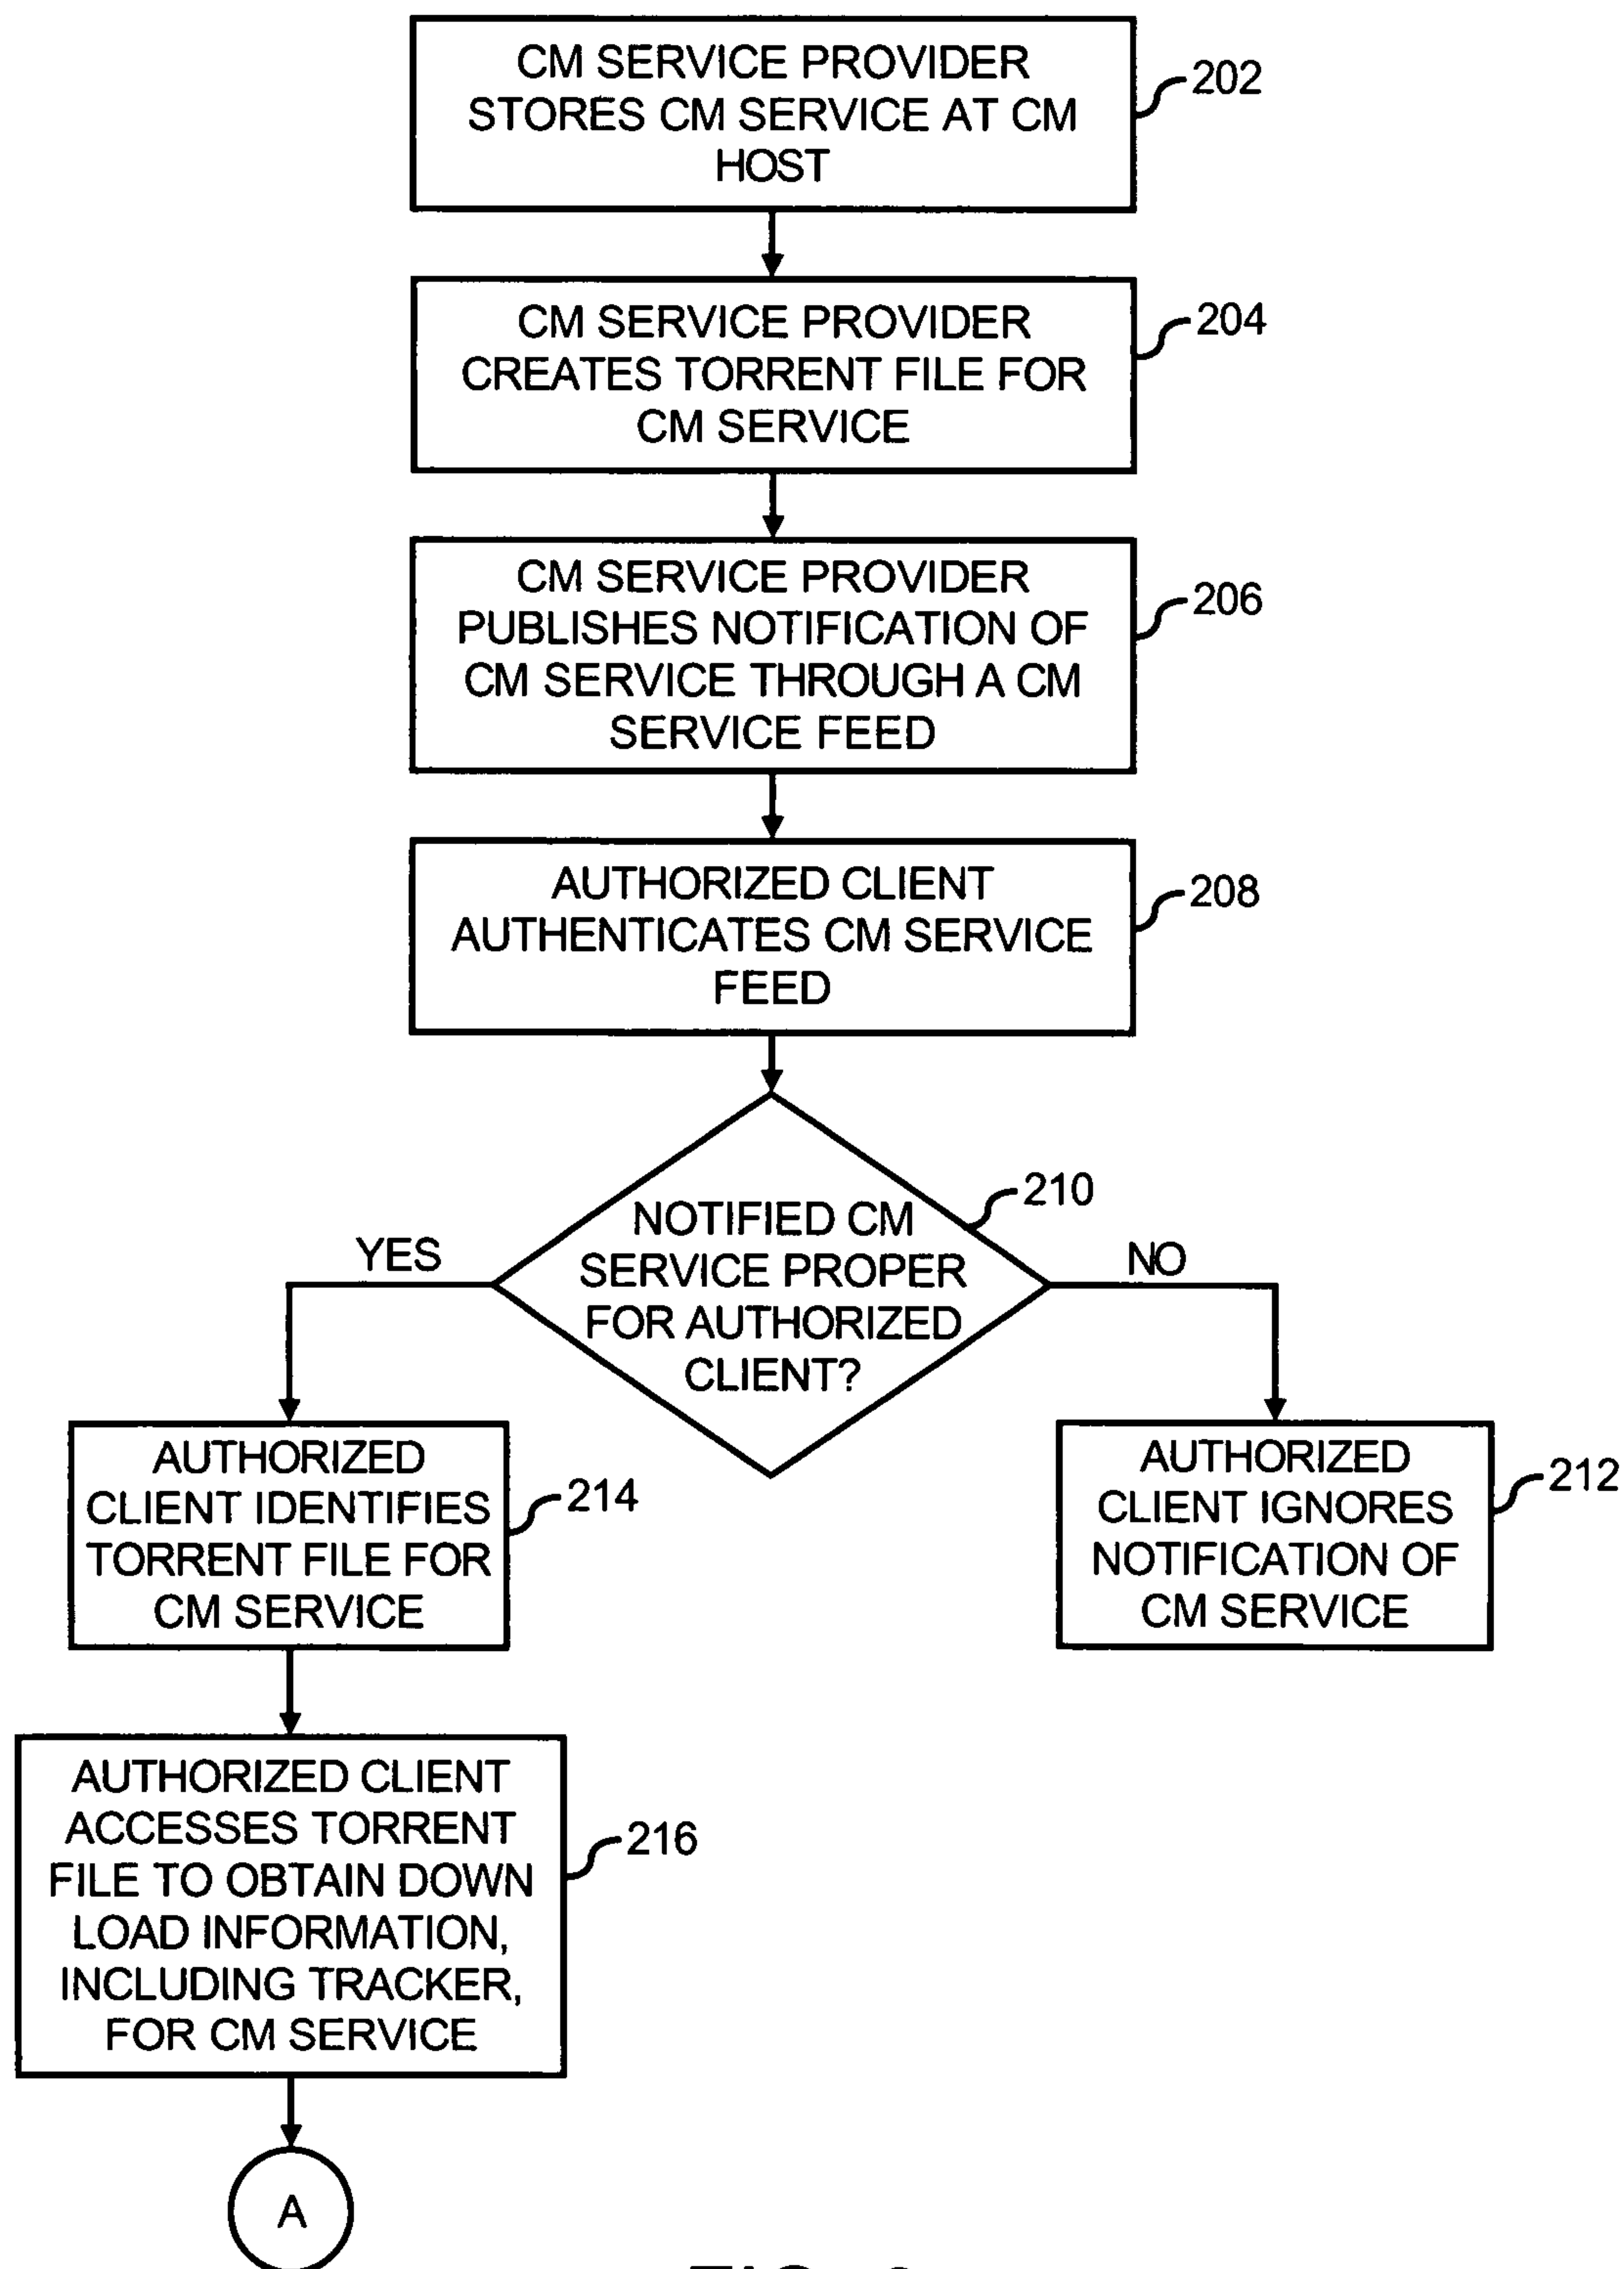 CM SERVICE PROVIDER
STORES CM SERVICE AT CM
HOST
202
CM SERVICE PROVIDER
CREATES TORRENT FILE FOR
CM SERVICE
204
CM SERVICE PROVIDER
PUBLISHES NOTIFICATION OF
CM SERVICE THROUGH A CM
SERVICE FEED
206
AUTHORIZED CLIENT
AUTHENTICATES CM SERVICE
FEED
208
NOTIFIED CM
SERVICE PROPER
FOR AUTHORIZED
CLIENT?
210
YES
NO
AUTHORIZED
CLIENT IDENTIFIES
TORRENT FILE FOR
CM SERVICE
214
AUTHORIZED
CLIENT IGNORES
NOTIFICATION OF
CM SERVICE
212
AUTHORIZED CLIENT
ACCESSES TORRENT
FILE TO OBTAIN DOWN
LOAD INFORMATION,
INCLUDING TRACKER,
FOR CM SERVICE
216
A